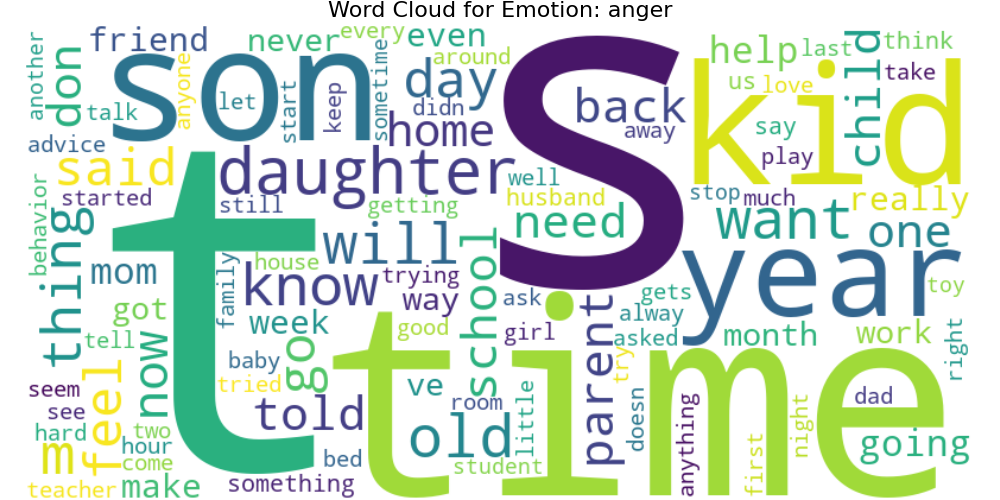 Word Cloud for Emotion: anger
another
don
friend
talk
advice
anyone
son
let
start
keep
sometime
never
every
even
around
day
didn
home
s
back
away
help
last
us
love
kid
say
play
child
think
take
said
started
behavior
thing
mom
got
tell
now
t
daughter
still
getting
will
house
family
know
trying
way
week
good
school
well
husband
need
stop
much
want
really
one
year
toy
ask
girl
time
gets
alway
asked
month
work
right
seem
see
hard
m
teacher
feel
two
hour
come
make
baby
tried
go
told
bed
something
ve
room
old
student
little
parent
try
doesn
anything
first
night
dad
going